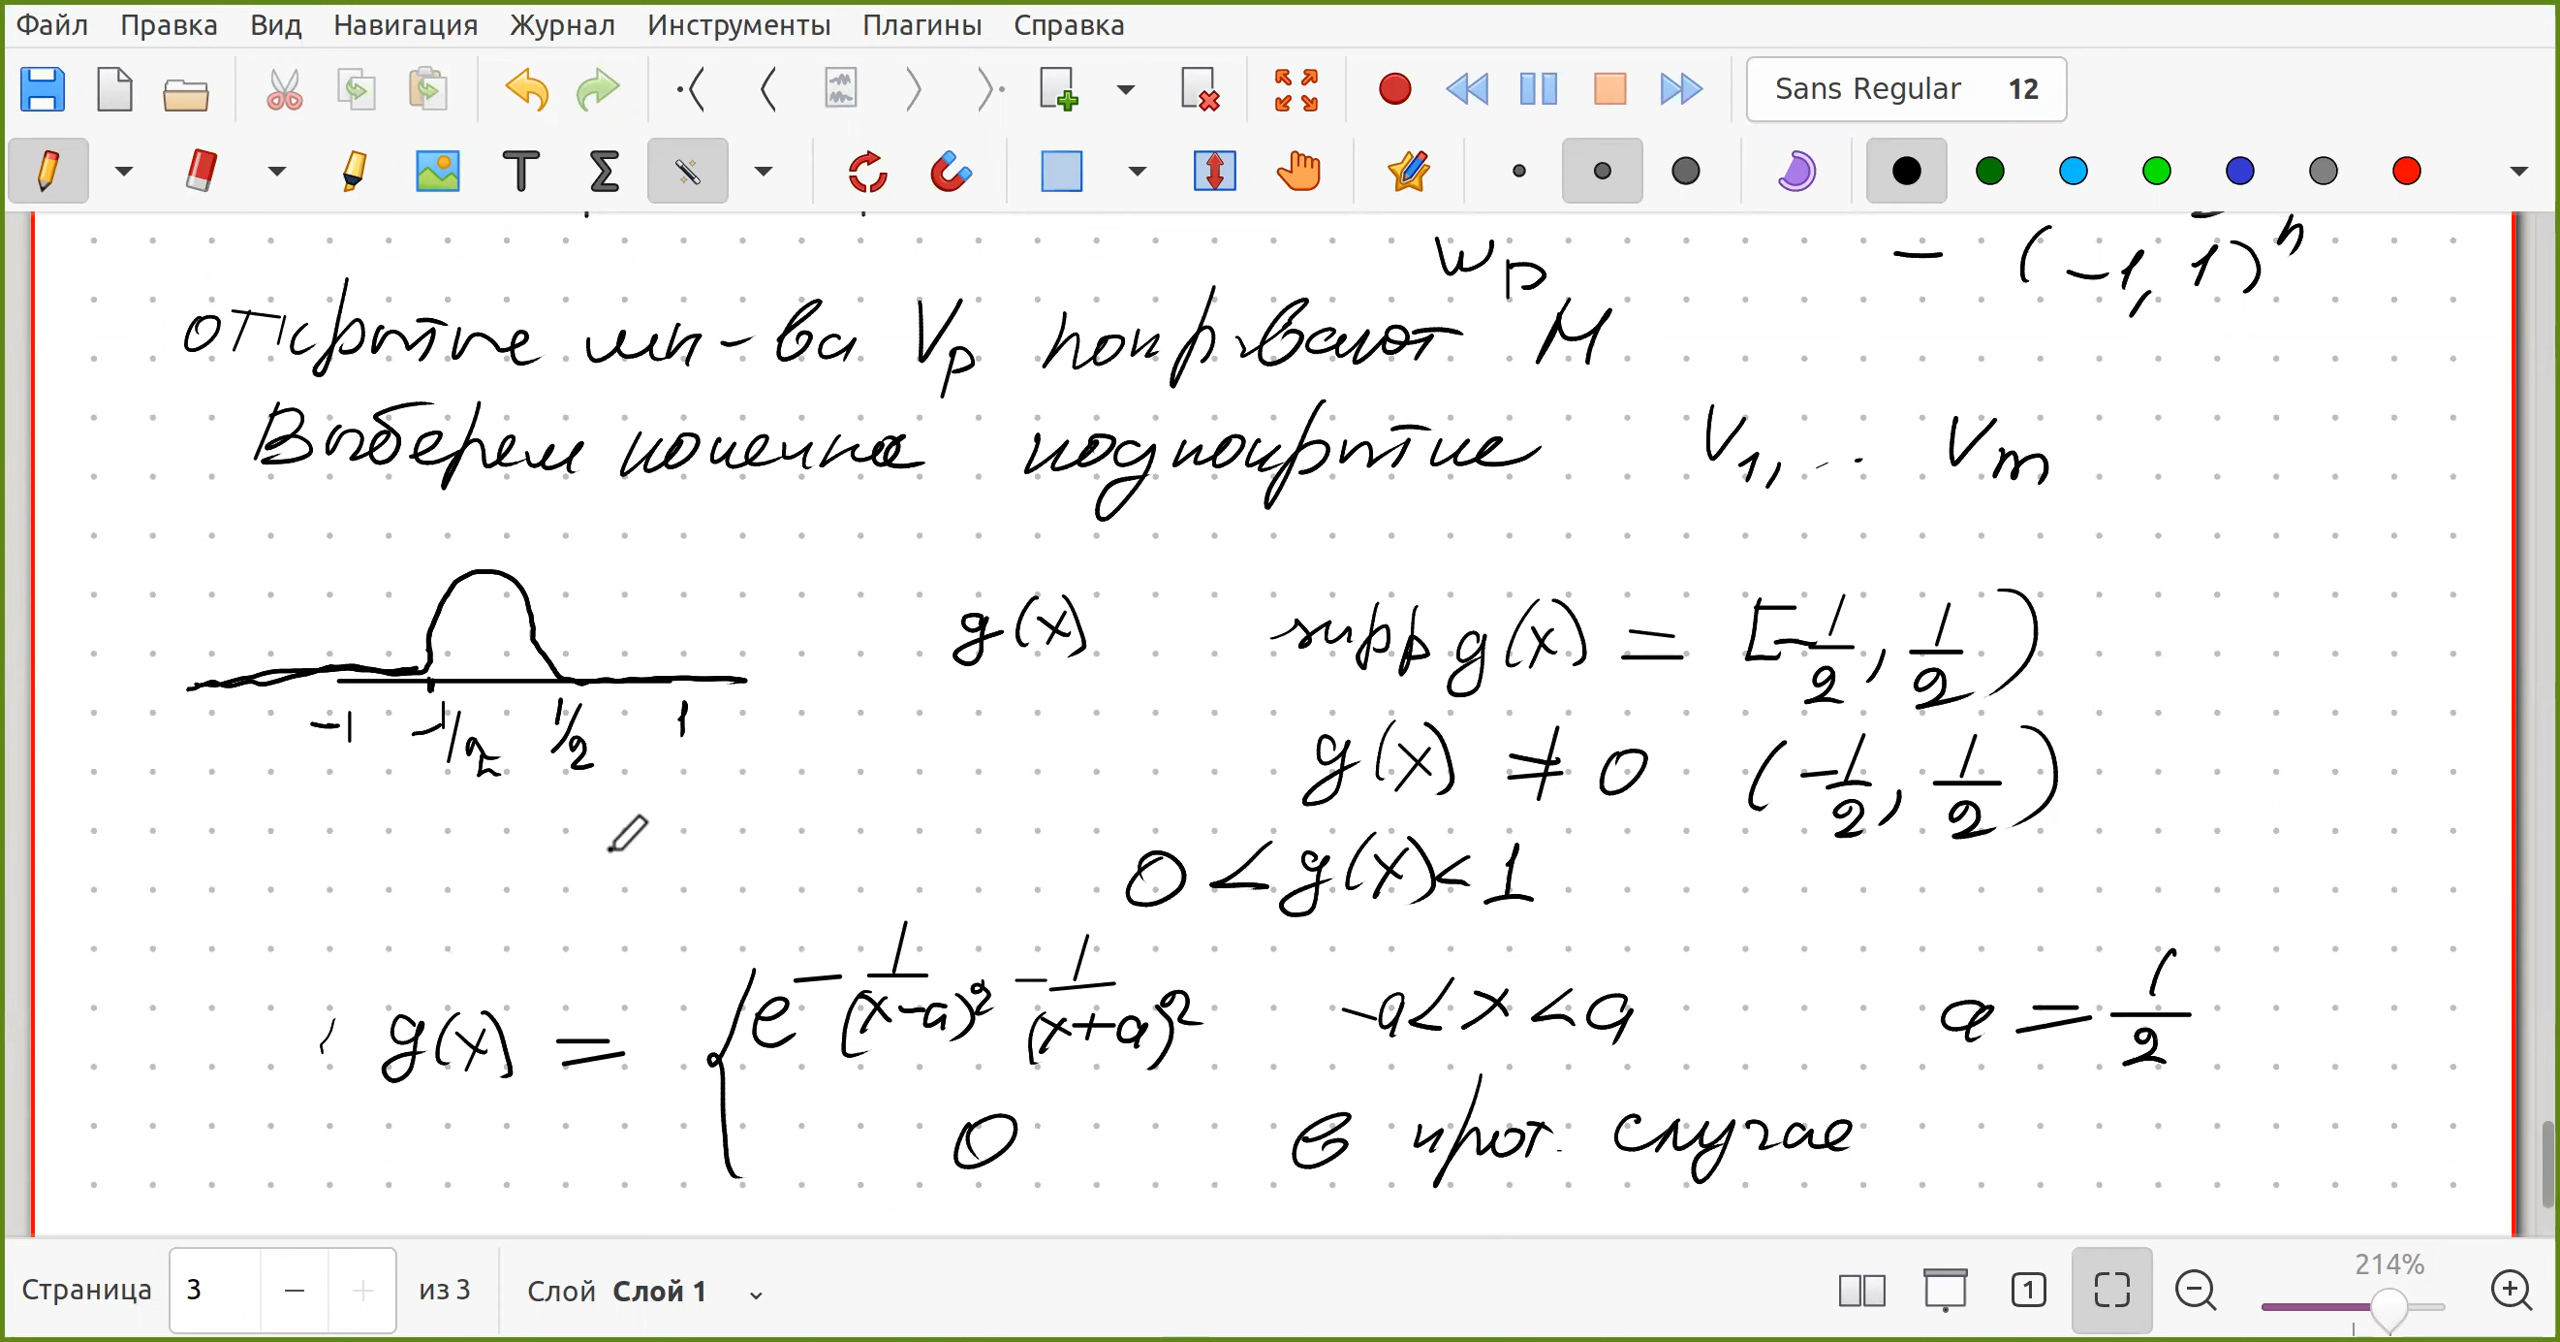 Файл Правка Вид Навигация Журнал Инструменты Плагины Справка
Sans Regular 12
W_p — (-1, 1)^n
открытые мн-ва V_p покрывают M
Выберем конечное подпокрытие V_1, .. V_m
g(x) supp g(x) = [-1/2, 1/2)
-1 -1/2 1/2 1
g(x) ≠ 0 (-1/2, 1/2)
0 < g(x) < 1
g(x) = { e^{-1/(x-a)^2 - 1/(x+a)^2} -a < x < a a = 1/2
0 в прот. случае
Страница 3 из 3 Слой Слой 1 214%